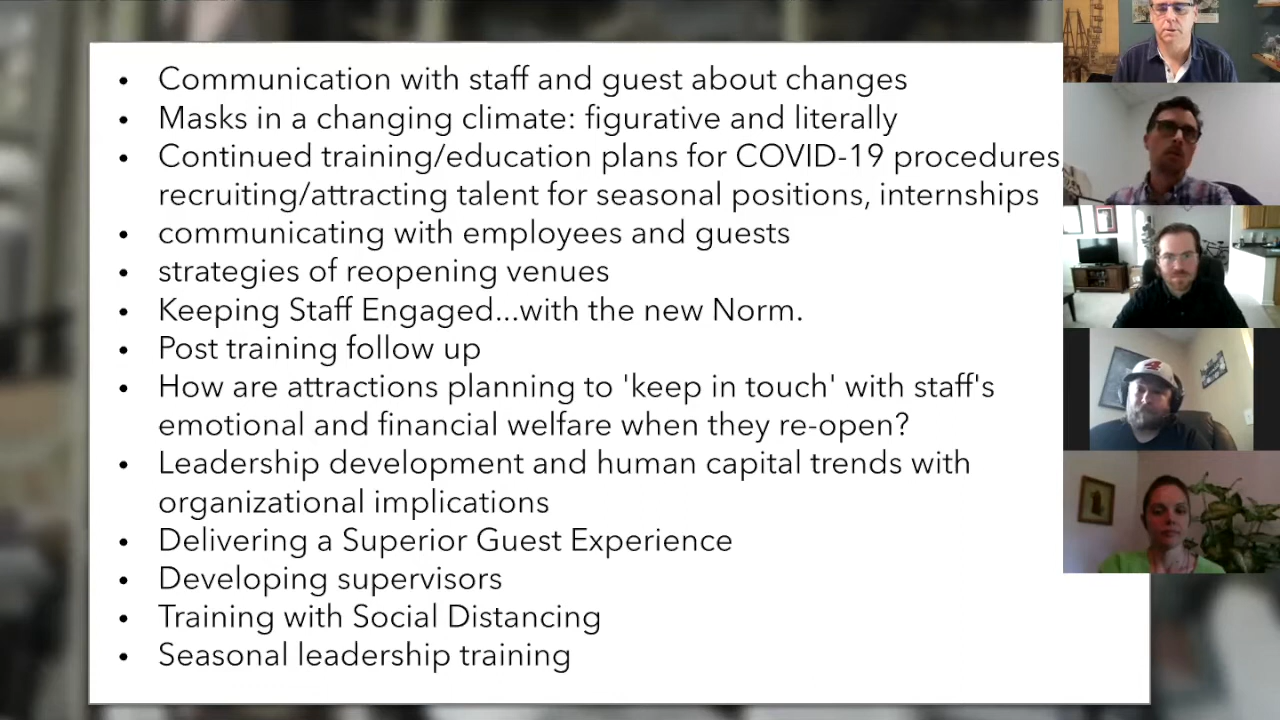 • Communication with staff and guest about changes
• Masks in a changing climate: figurative and literally
• Continued training/education plans for COVID-19 procedures
recruiting/attracting talent for seasonal positions, internships
• communicating with employees and guests
• strategies of reopening venues
• Keeping Staff Engaged...with the new Norm.
• Post training follow up
• How are attractions planning to 'keep in touch' with staff's
emotional and financial welfare when they re-open?
• Leadership development and human capital trends with
organizational implications
• Delivering a Superior Guest Experience
• Developing supervisors
• Training with Social Distancing
• Seasonal leadership training